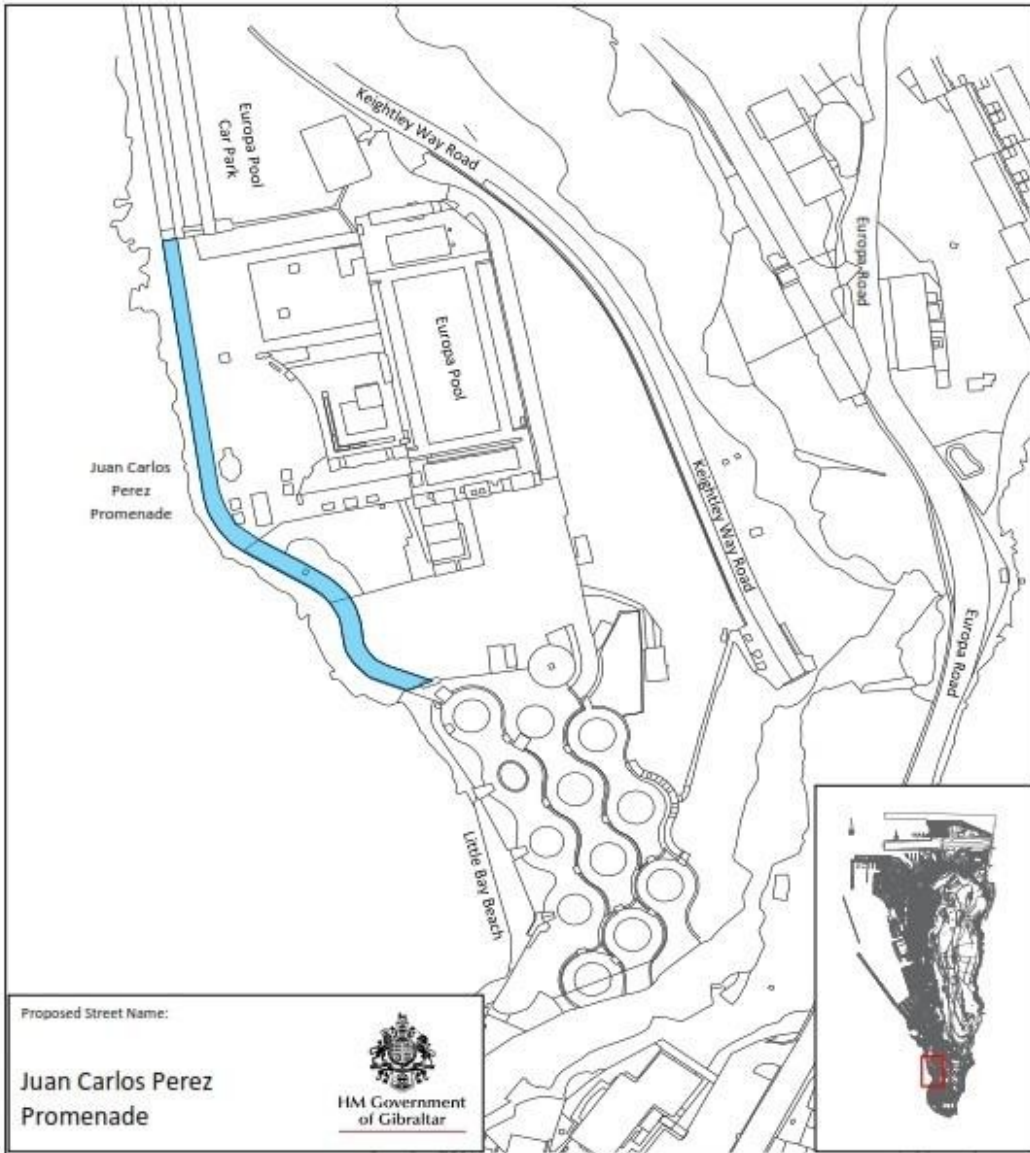 Keightley Way Road
Europa Pool
Car Park
Europa Road
Europa Pool
Juan Carlos
Perez
Promenade
Keightley Way Road
Europa Road
Little Bay Beach
Proposed Street Name:
Juan Carlos Perez
Promenade
HM Government
of Gibraltar